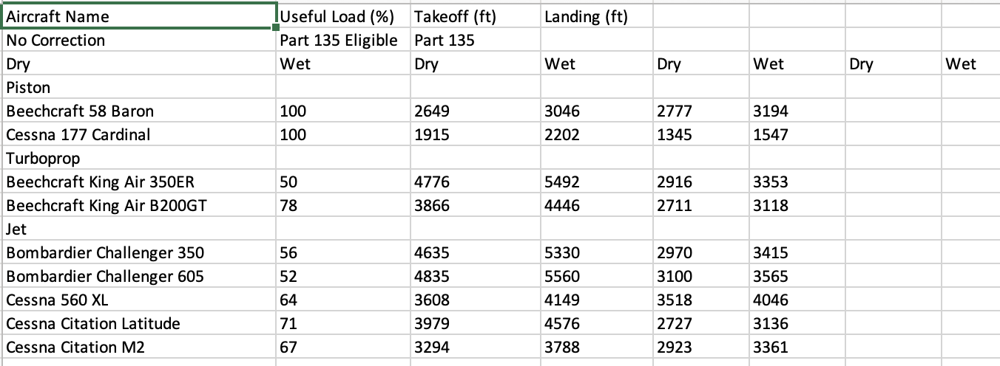 Aircraft Name Useful Load (%) Takeoff (ft) Landing (ft)
No Correction Part 135 Eligible Part 135
Dry Wet Dry Wet Dry Wet Dry Wet
Piston
Beechcraft 58 Baron 100 2649 3046 2777 3194
Cessna 177 Cardinal 100 1915 2202 1345 1547
Turboprop
Beechcraft King Air 350ER 50 4776 5492 2916 3353
Beechcraft King Air B200GT 78 3866 4446 2711 3118
Jet
Bombardier Challenger 350 56 4635 5330 2970 3415
Bombardier Challenger 605 52 4835 5560 3100 3565
Cessna 560 XL 64 3608 4149 3518 4046
Cessna Citation Latitude 71 3979 4576 2727 3136
Cessna Citation M2 67 3294 3788 2923 3361